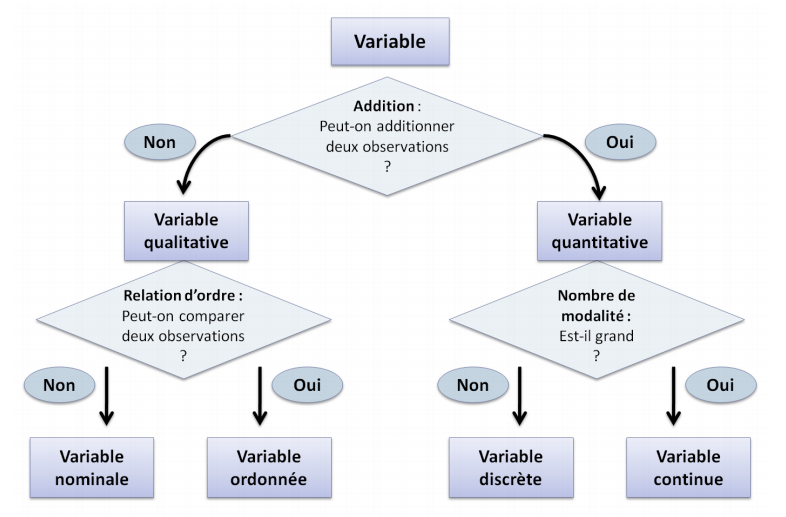 Variable
Addition :
Peut-on additionner
deux observations
?
Non
Oui
Variable
qualitative
Variable
quantitative
Relation d'ordre :
Peut-on comparer
deux observations
?
Nombre de
modalité :
Est-il grand
?
Non
Oui
Non
Oui
Variable
nominale
Variable
ordonnée
Variable
discrète
Variable
continue